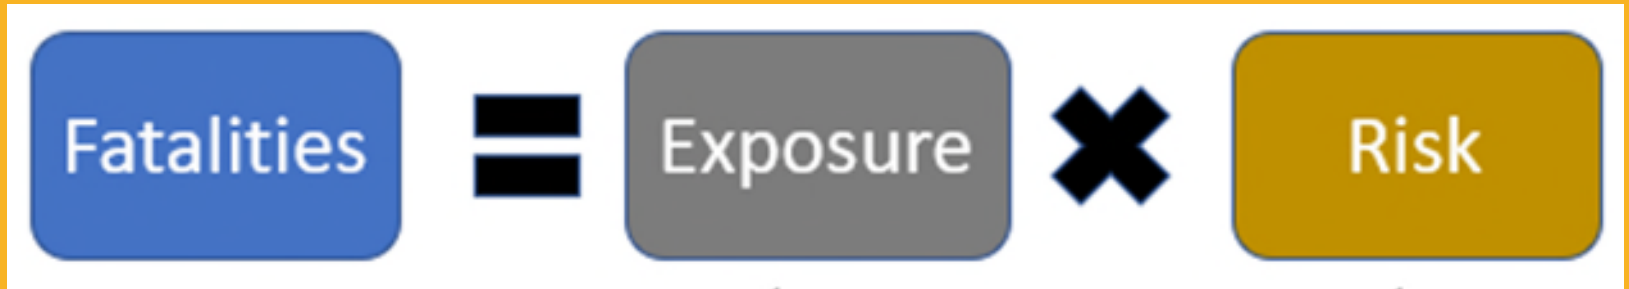 Fatalities = Exposure × Risk